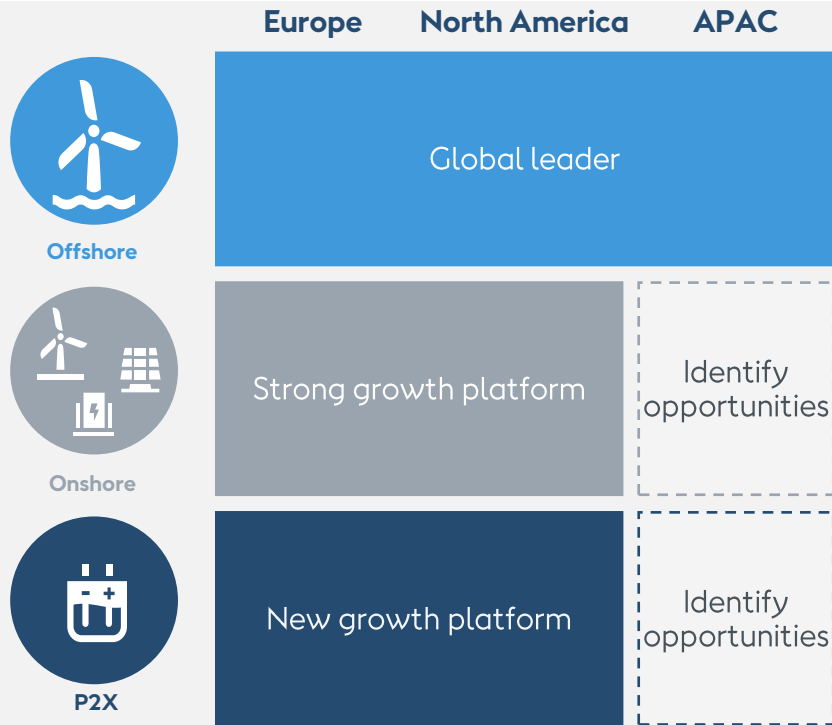 Europe North America APAC
Global leader
Offshore
Strong growth platform
Identify
opportunities
Onshore
New growth platform
Identify
opportunities
P2X